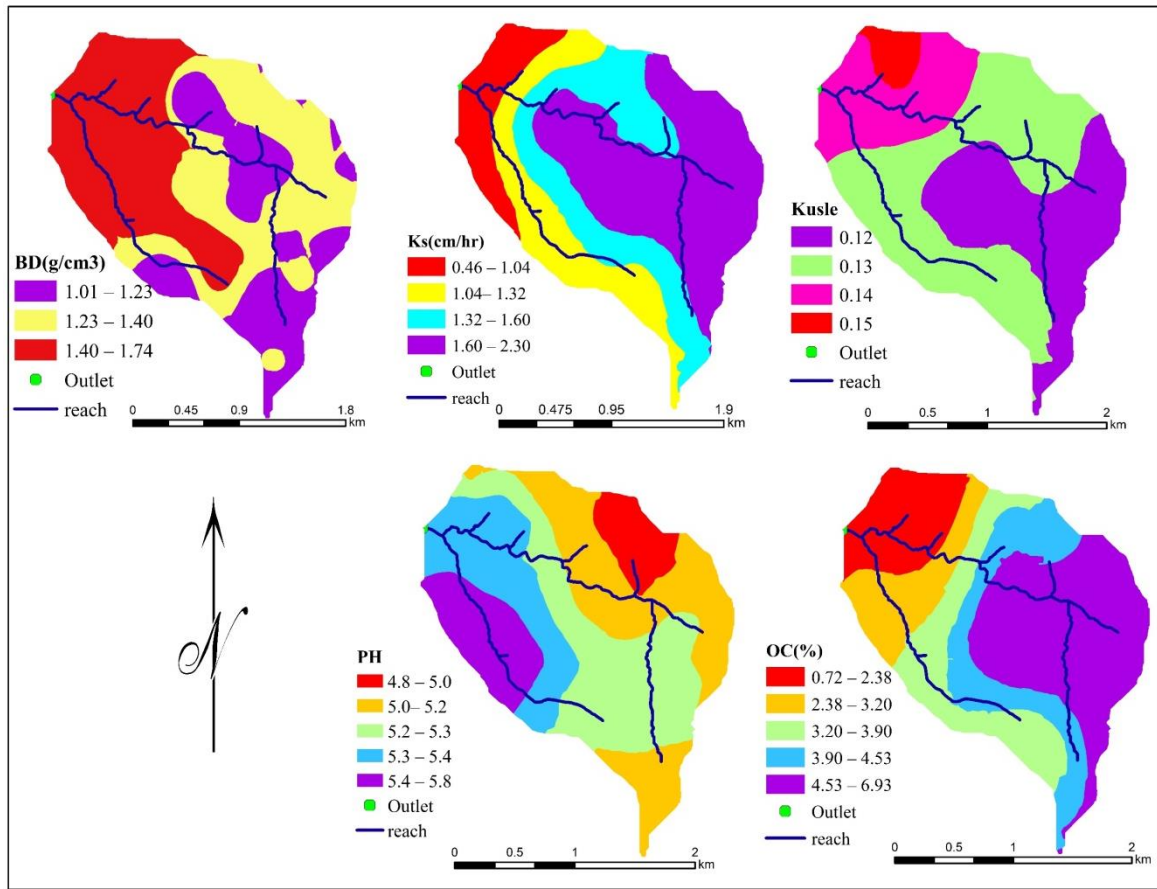 BD(g/cm3)
1.01 – 1.23
1.23 – 1.40
1.40 – 1.74
Outlet
reach
0 0.45 0.9 1.8
km
Ks(cm/hr)
0.46 – 1.04
1.04– 1.32
1.32 – 1.60
1.60 – 2.30
Outlet
reach
0 0.475 0.95 1.9
km
Kusle
0.12
0.13
0.14
0.15
Outlet
reach
0 0.5 1 2
km
N
PH
4.8 – 5.0
5.0– 5.2
5.2 – 5.3
5.3 – 5.4
5.4 – 5.8
Outlet
reach
0 0.5 1 2
km
OC(%)
0.72 – 2.38
2.38 – 3.20
3.20 – 3.90
3.90 – 4.53
4.53 – 6.93
Outlet
reach
0 0.5 1 2
km